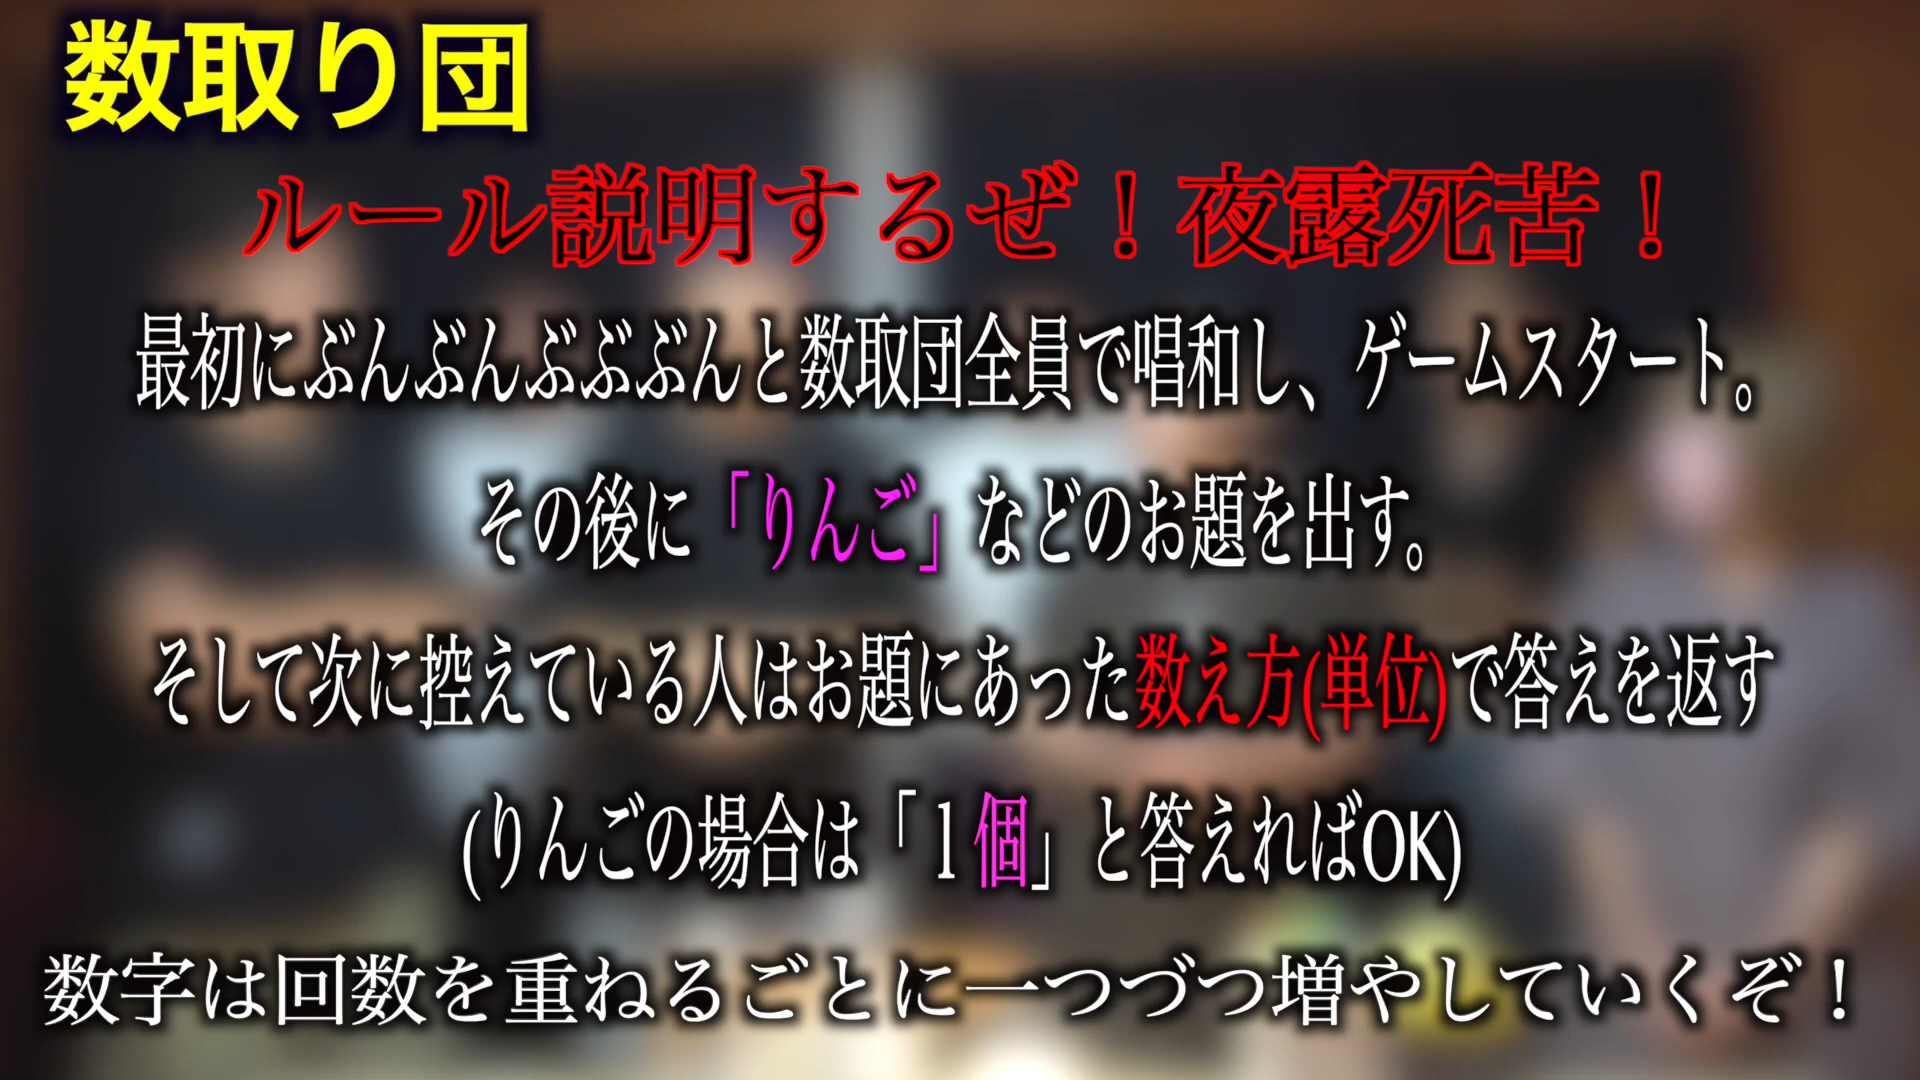 数取り団
ルール説明するぜ！夜露死苦！
最初にぶんぶんぶぶぶんと数取団全員で唱和し、ゲームスタート。
その後に「りんご」などのお題を出す。
そして次に控えている人はお題にあった数え方(単位)で答えを返す
(りんごの場合は「１個」と答えればOK)
数字は回数を重ねるごとに一つづつ増やしていくぞ！